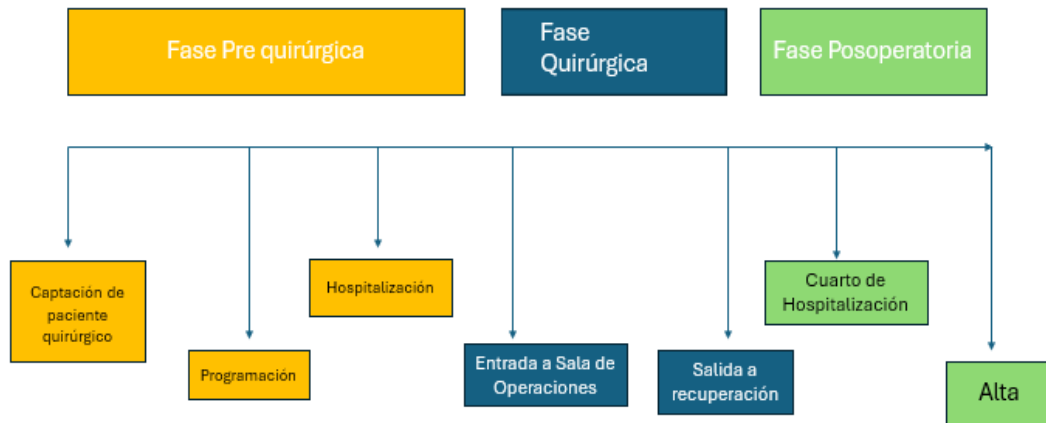 Fase Pre quirúrgica
Fase
Quirúrgica
Fase Posoperatoria
Captación de
paciente
quirúrgico
Programación
Hospitalización
Entrada a Sala de
Operaciones
Salida a
recuperación
Cuarto de
Hospitalización
Alta